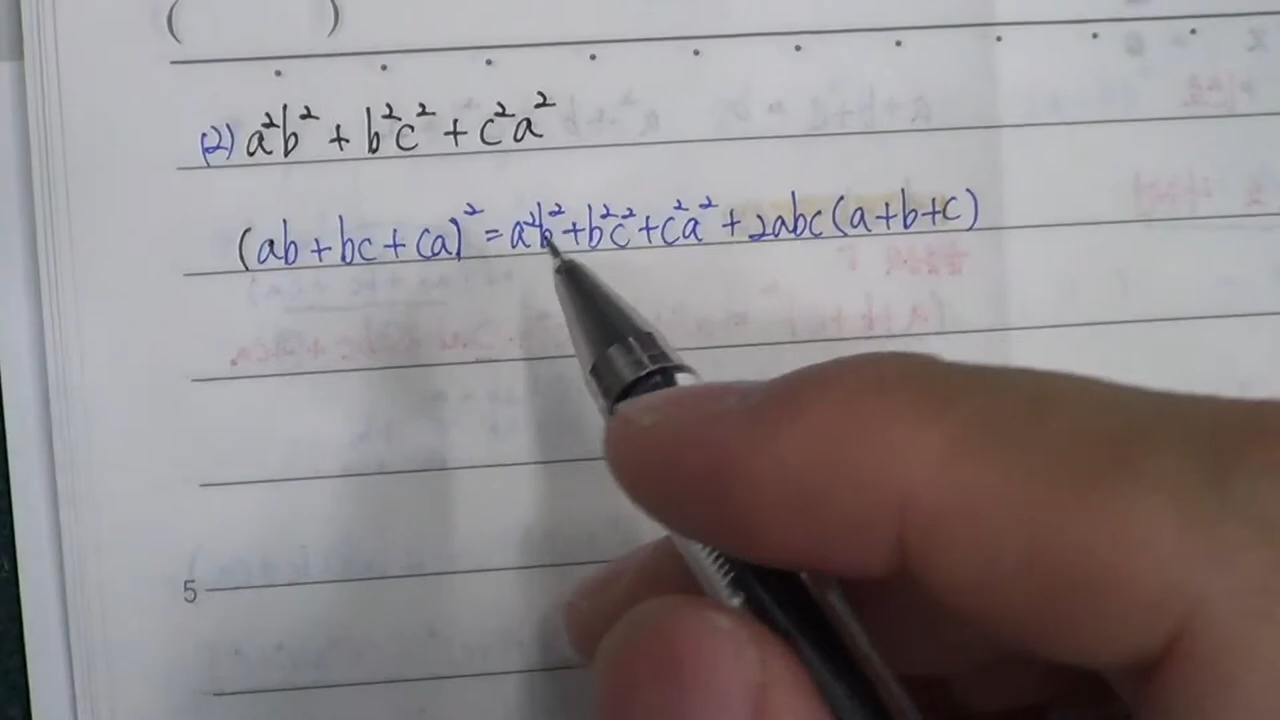 ( )
(2) a²b² + b²c² + c²a²
(ab + bc + ca)² = a²b² + b²c² + c²a² + 2abc(a+b+c)
5